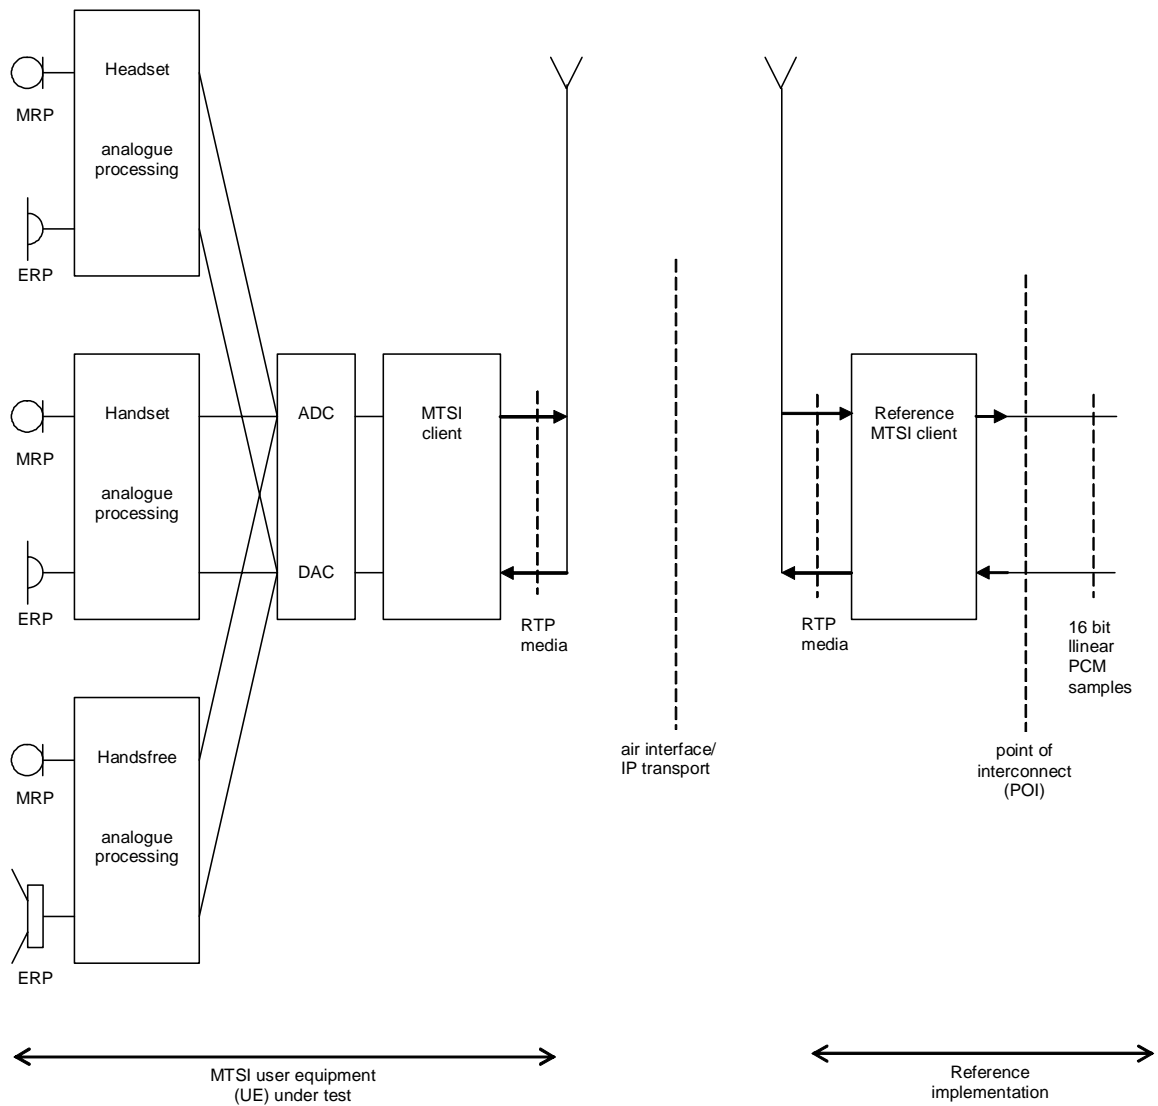 Headset
MRP
analogue
processing
ERP
Handset
MRP
analogue
processing
ERP
Handsfree
MRP
analogue
processing
ERP
ADC
DAC
MTSI
client
RTP
media
air interface/
IP transport
RTP
media
Reference
MTSI client
point of
interconnect
(POI)
16 bit
llinear
PCM
samples
MTSI user equipment
(UE) under test
Reference
implementation